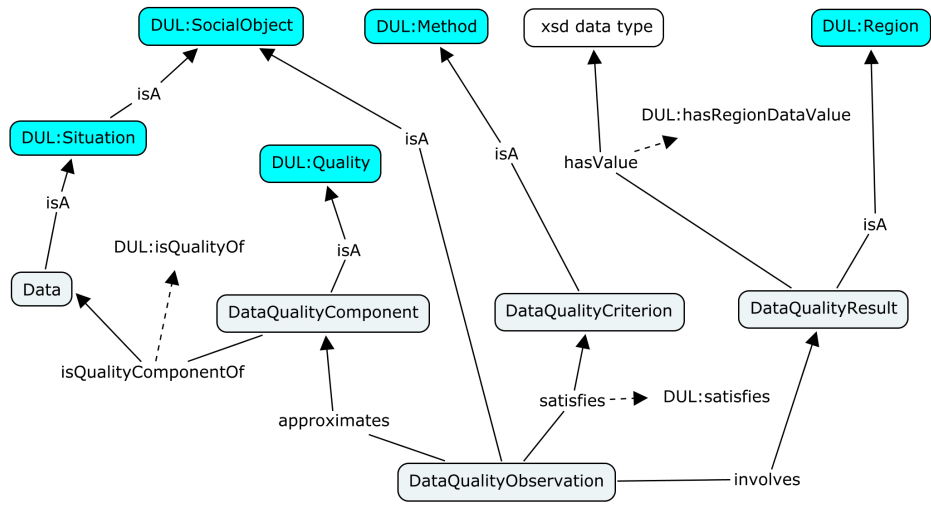 DUL:SocialObject
DUL:Method
xsd data type
DUL:Region
isA
DUL:Situation
isA
DUL:hasRegionDataValue
DUL:Quality
isA
hasValue
isA
isA
DUL:isQualityOf
isA
Data
DataQualityComponent
DataQualityCriterion
DataQualityResult
isQualityComponentOf
approximates
satisfies
DUL:satisfies
DataQualityObservation
involves